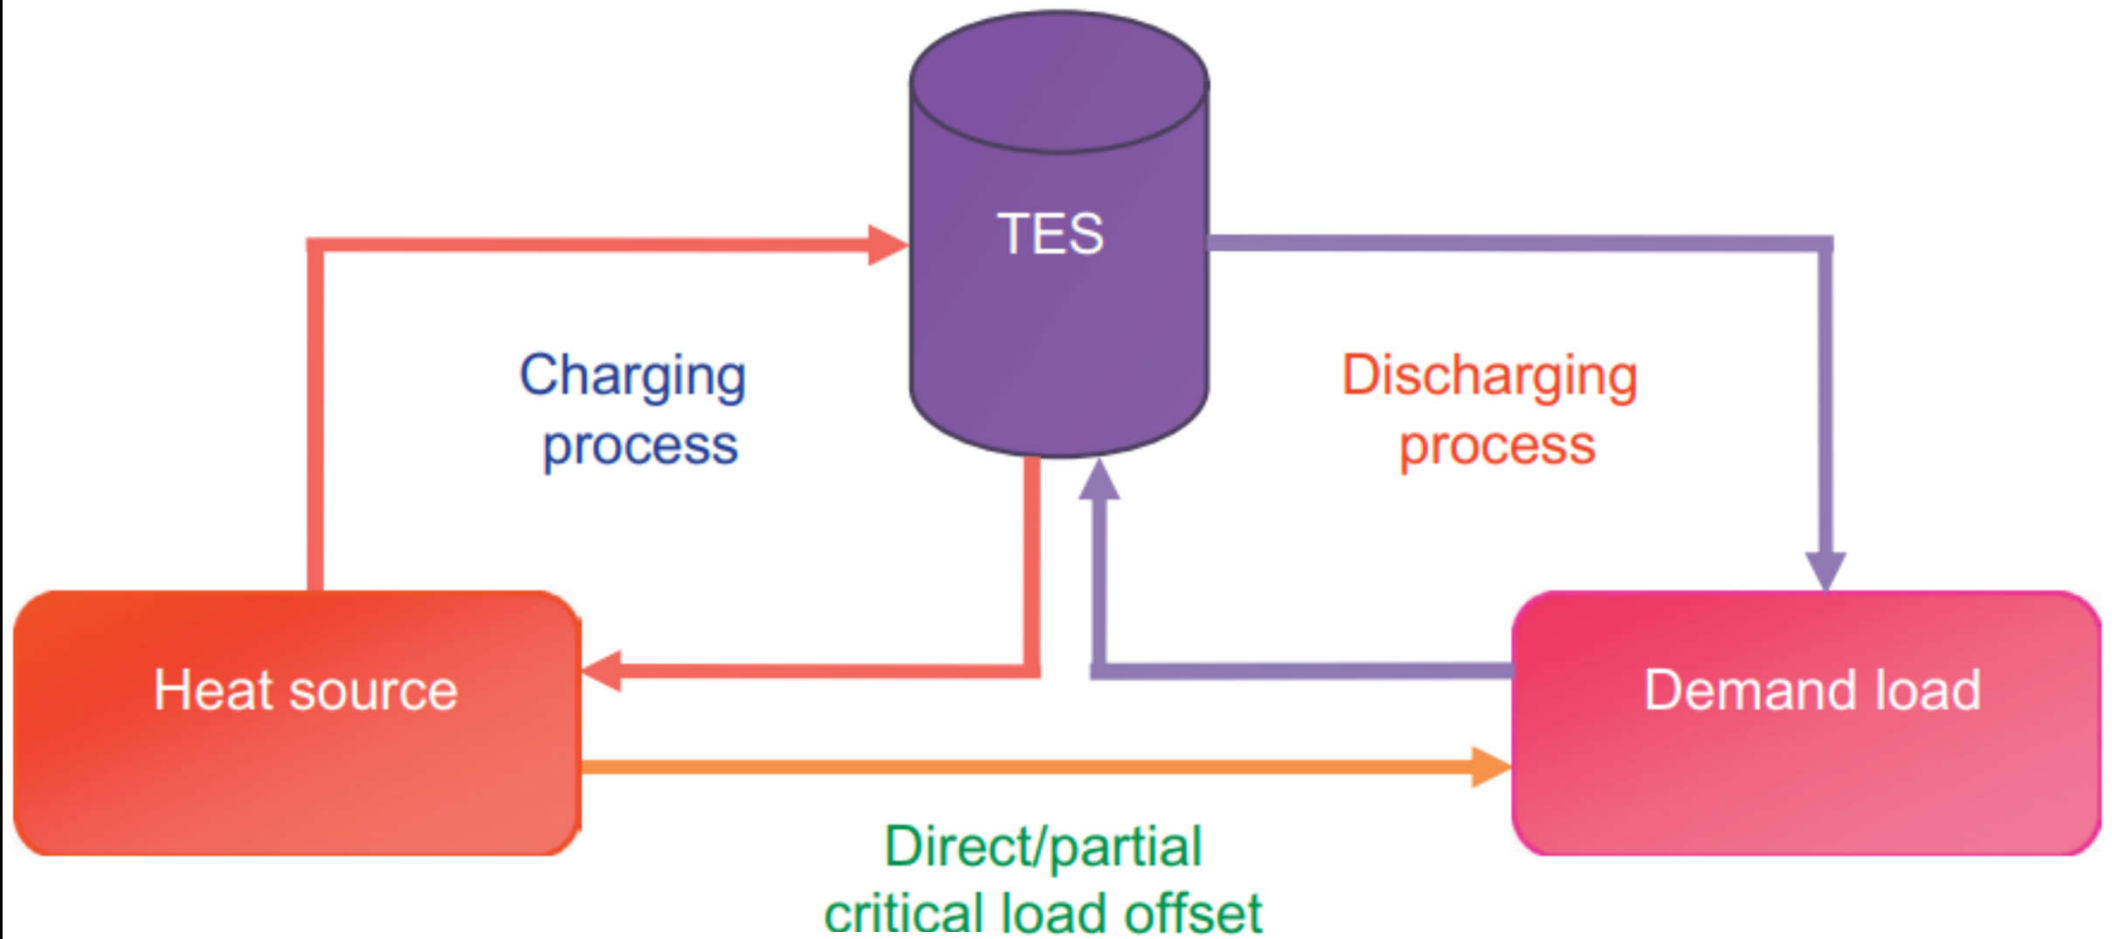 TES
Charging
process
Discharging
process
Heat source
Demand load
Direct/partial
critical load offset